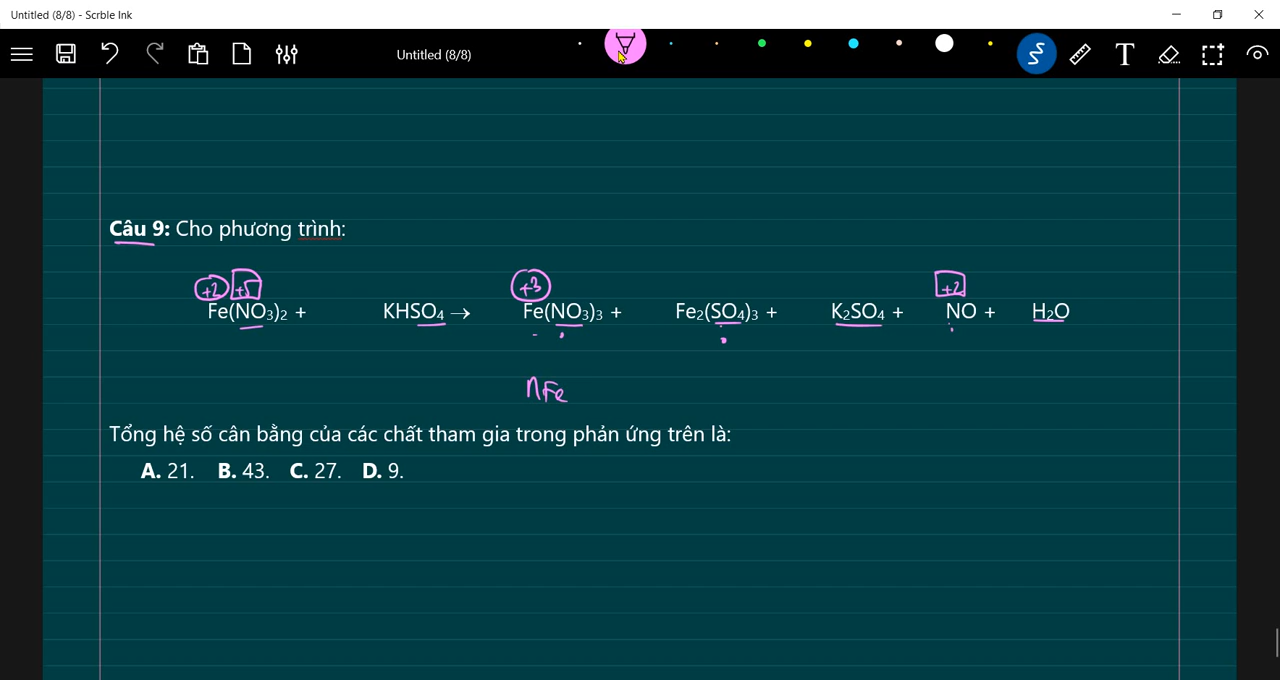 Untitled (8/8) - Scrble Ink
Untitled (8/8)
T
Câu 9: Cho phương trình:
+2 +5 +3 +2
Fe(NO₃)₂ + KHSO₄ → Fe(NO₃)₃ + Fe₂(SO₄)₃ + K₂SO₄ + NO + H₂O
nFe
Tổng hệ số cân bằng của các chất tham gia trong phản ứng trên là:
A. 21. B. 43. C. 27. D. 9.